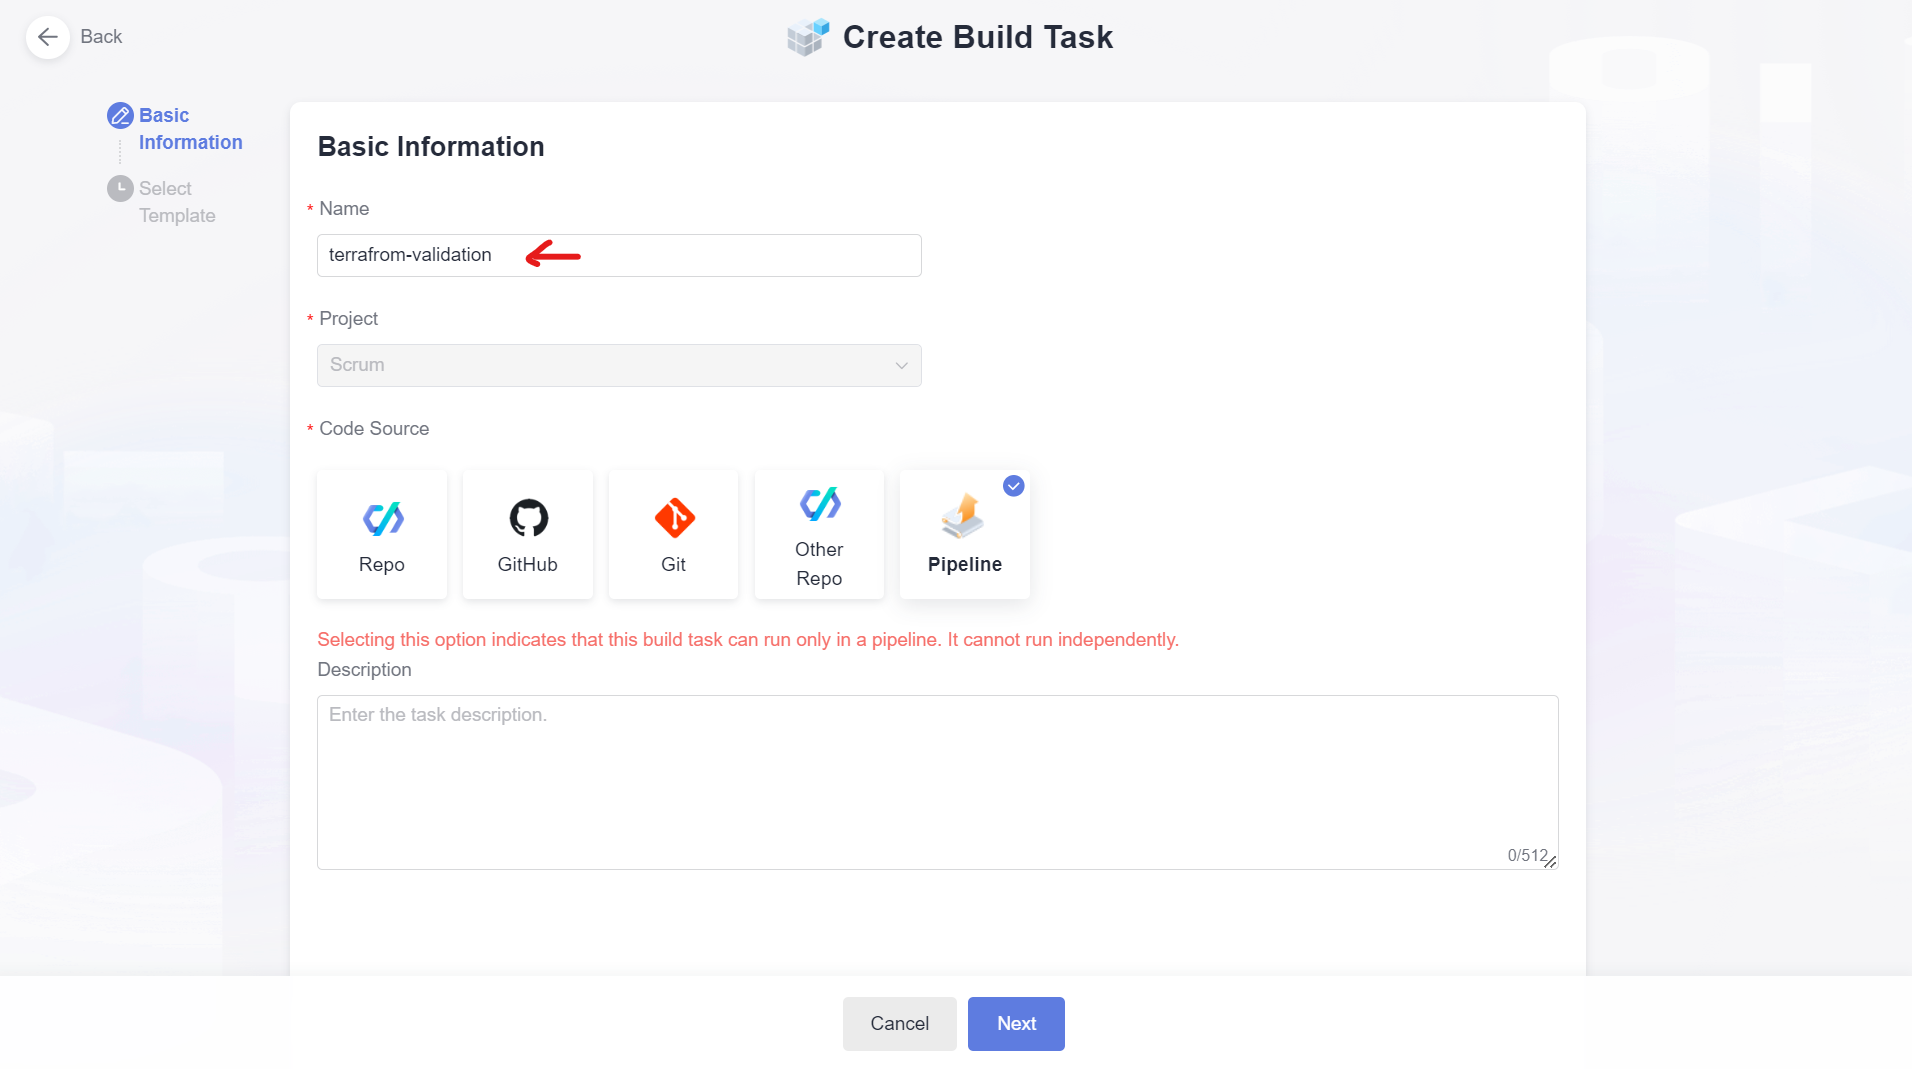 Back
Create Build Task
Basic
Information
Select
Template
Basic Information
* Name
terrafrom-validation
* Project
Scrum
* Code Source
Repo
GitHub
Git
Other
Repo
Pipeline
Selecting this option indicates that this build task can run only in a pipeline. It cannot run independently.
Description
Enter the task description.
0/512
Cancel
Next